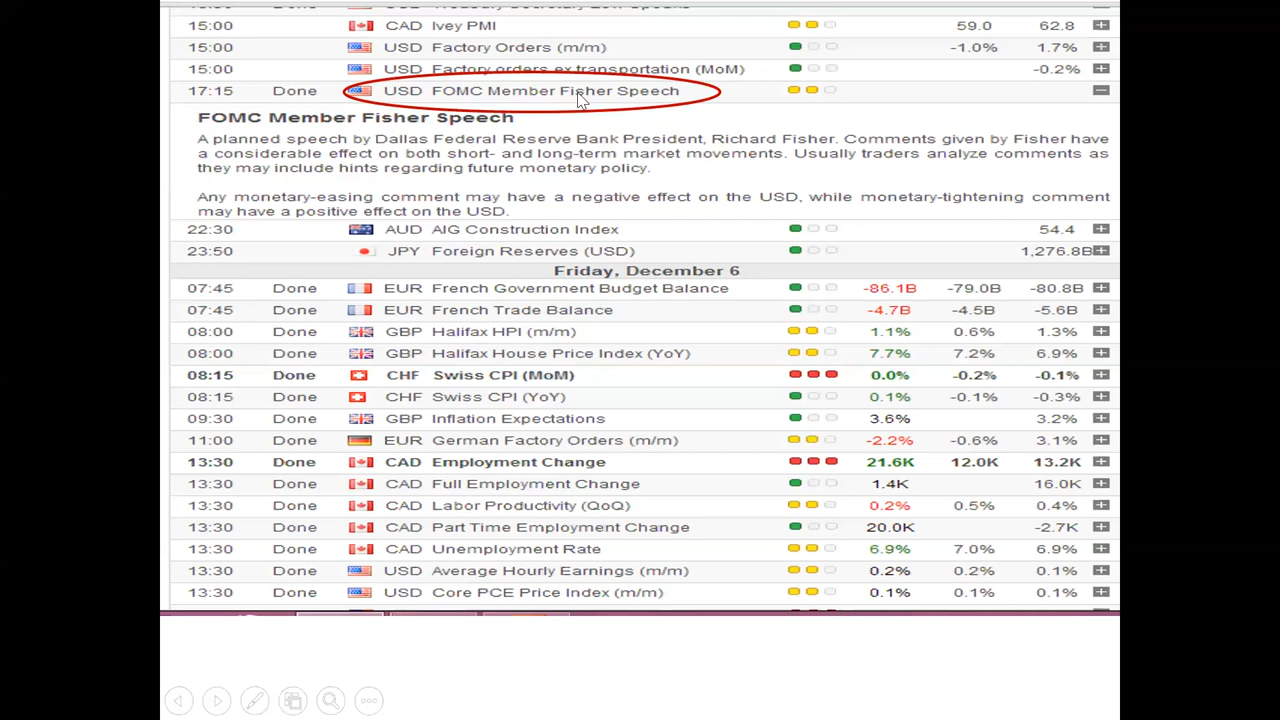 15:00 CAD Ivey PMI 59.0 62.8
15:00 USD Factory Orders (m/m) -1.0% 1.7%
15:00 USD Factory orders ex transportation (MoM) -0.2%
17:15 Done USD FOMC Member Fisher Speech
FOMC Member Fisher Speech
A planned speech by Dallas Federal Reserve Bank President, Richard Fisher. Comments given by Fisher have
a considerable effect on both short- and long-term market movements. Usually traders analyze comments as
they may include hints regarding future monetary policy.
Any monetary-easing comment may have a negative effect on the USD, while monetary-tightening comment
may have a positive effect on the USD.
22:30 AUD AIG Construction Index 54.4
23:50 JPY Foreign Reserves (USD) 1,276.8B
Friday, December 6
07:45 Done EUR French Government Budget Balance -86.1B -79.0B -80.8B
07:45 Done EUR French Trade Balance -4.7B -4.5B -5.6B
08:00 Done GBP Halifax HPI (m/m) 1.1% 0.6% 1.3%
08:00 Done GBP Halifax House Price Index (YoY) 7.7% 7.2% 6.9%
08:15 Done CHF Swiss CPI (MoM) 0.0% -0.2% -0.1%
08:15 Done CHF Swiss CPI (YoY) 0.1% -0.1% -0.3%
09:30 Done GBP Inflation Expectations 3.6% 3.2%
11:00 Done EUR German Factory Orders (m/m) -2.2% -0.6% 3.1%
13:30 Done CAD Employment Change 21.6K 12.0K 13.2K
13:30 Done CAD Full Employment Change 1.4K 16.0K
13:30 Done CAD Labor Productivity (QoQ) 0.2% 0.5% 0.4%
13:30 Done CAD Part Time Employment Change 20.0K -2.7K
13:30 Done CAD Unemployment Rate 6.9% 7.0% 6.9%
13:30 Done USD Average Hourly Earnings (m/m) 0.2% 0.2% 0.1%
13:30 Done USD Core PCE Price Index (m/m) 0.1% 0.1% 0.1%